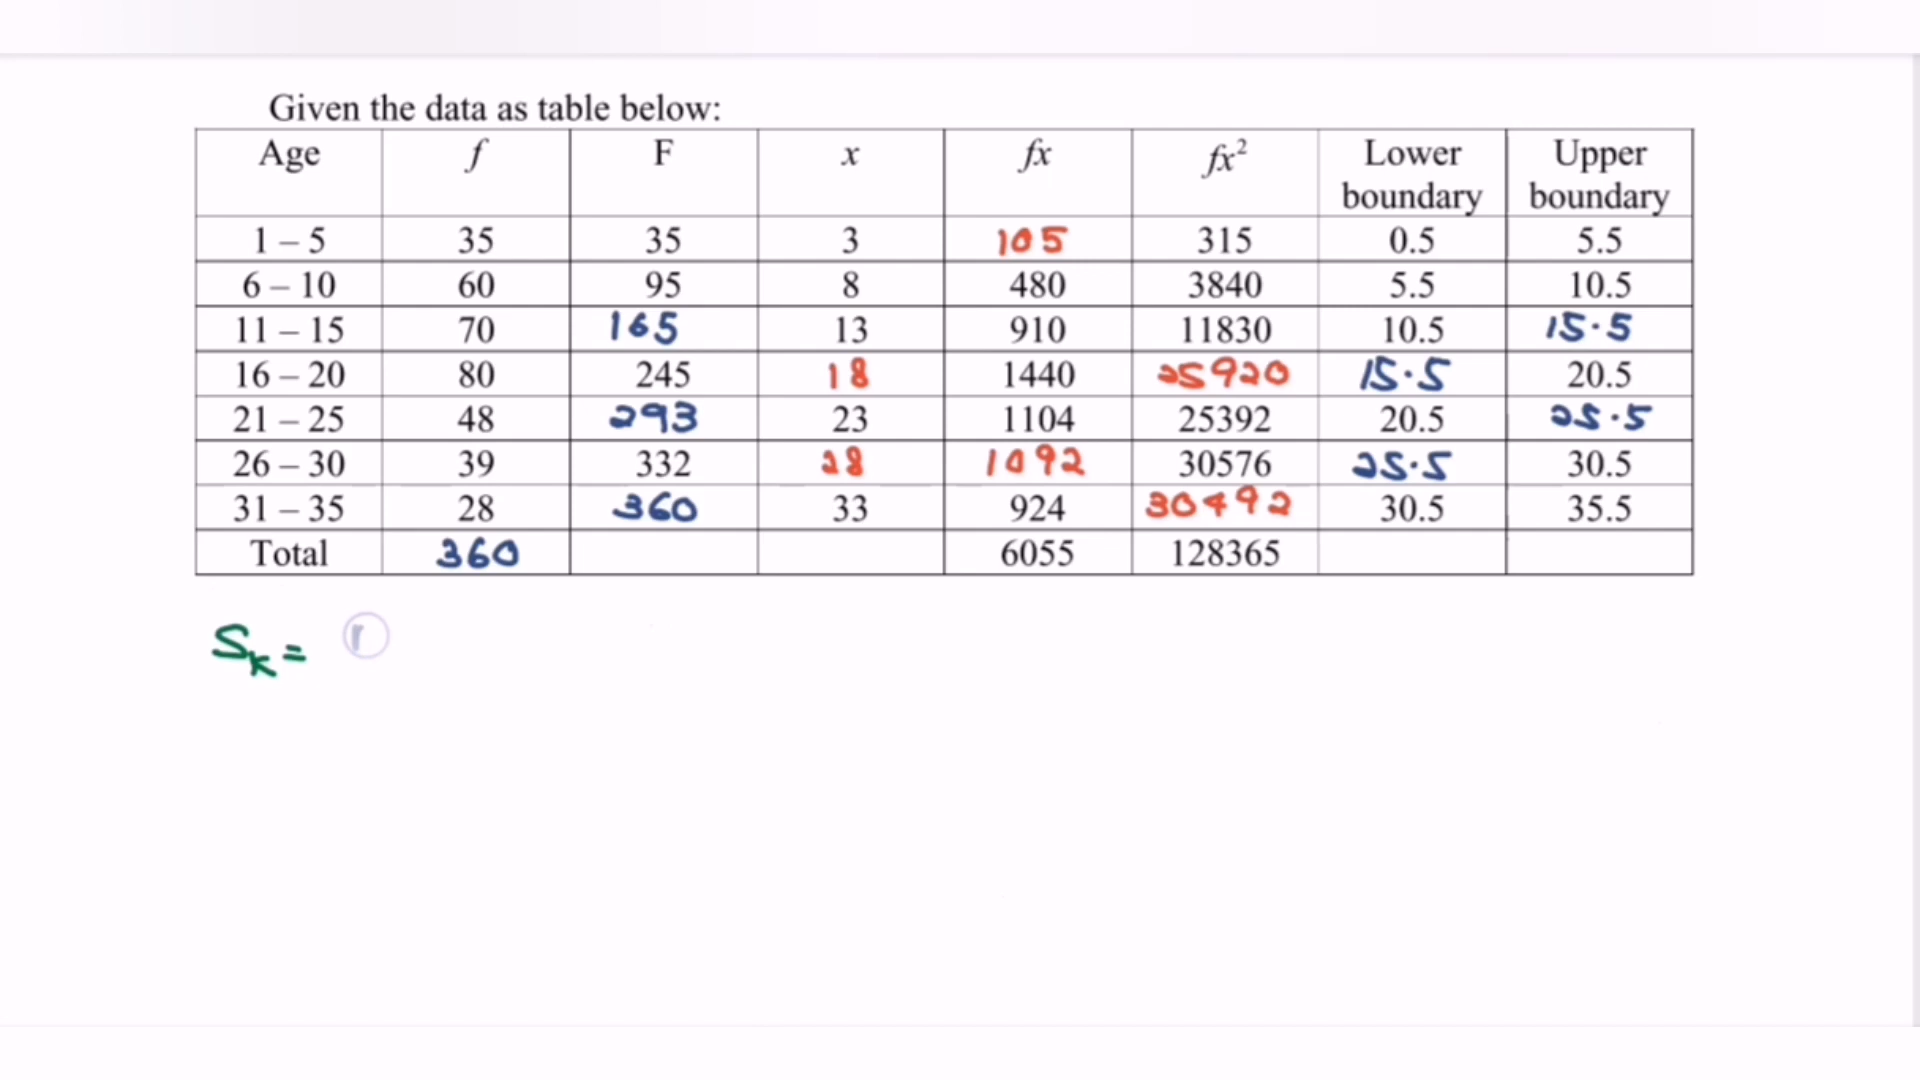 Given the data as table below:
Age f F x fx fx² Lower boundary Upper boundary
1 – 5 35 35 3 105 315 0.5 5.5
6 – 10 60 95 8 480 3840 5.5 10.5
11 – 15 70 165 13 910 11830 10.5 15.5
16 – 20 80 245 18 1440 25920 15.5 20.5
21 – 25 48 293 23 1104 25392 20.5 25.5
26 – 30 39 332 28 1092 30576 25.5 30.5
31 – 35 28 360 33 924 30492 30.5 35.5
Total 360 6055 128365
Sk =